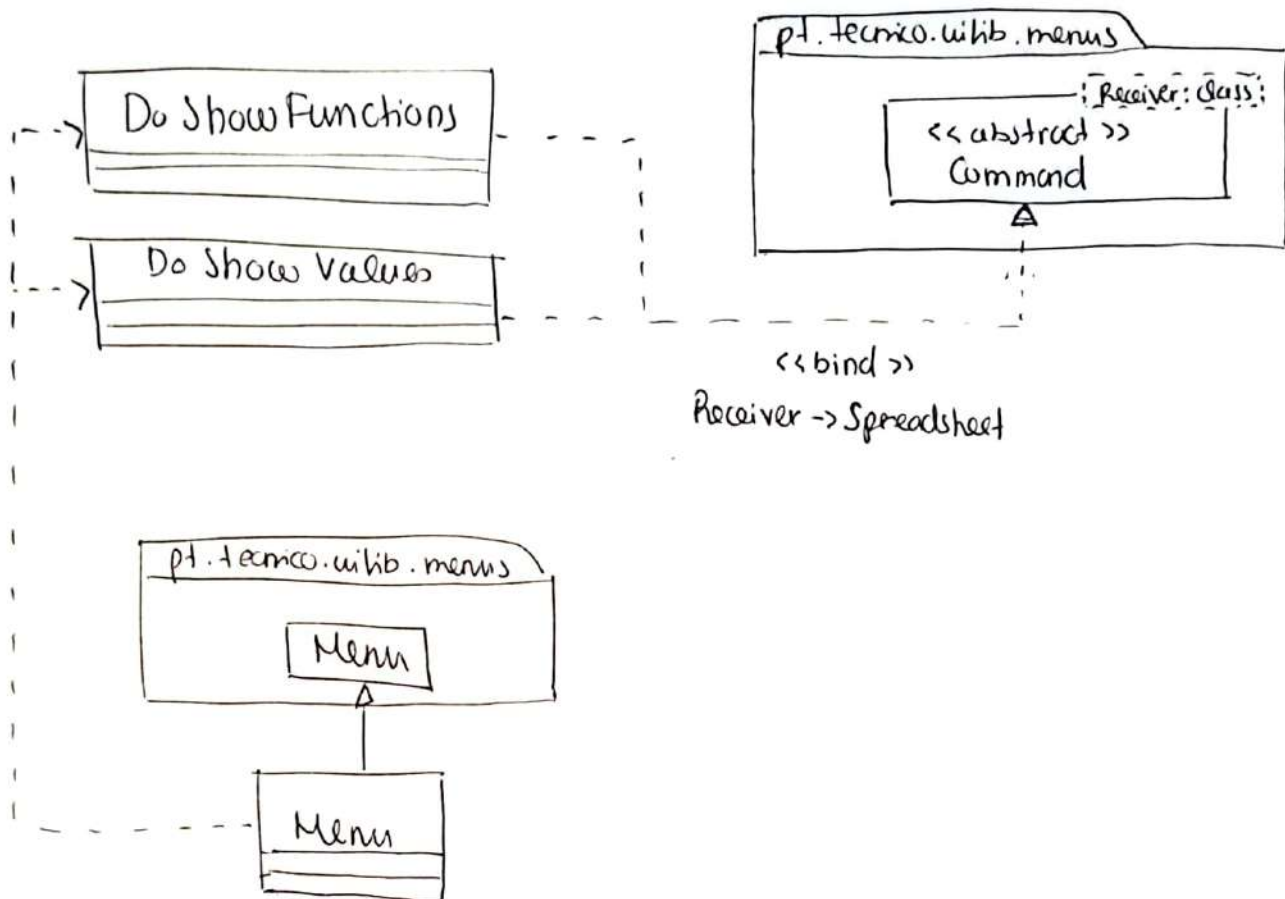 pt.tecnico.uilib.menus
Receiver: Class
<<abstract>>
Command
Do Show Functions
Do Show Values
<<bind>>
Receiver -> Spreadsheet
pt.tecnico.uilib.menus
Menu
Menu